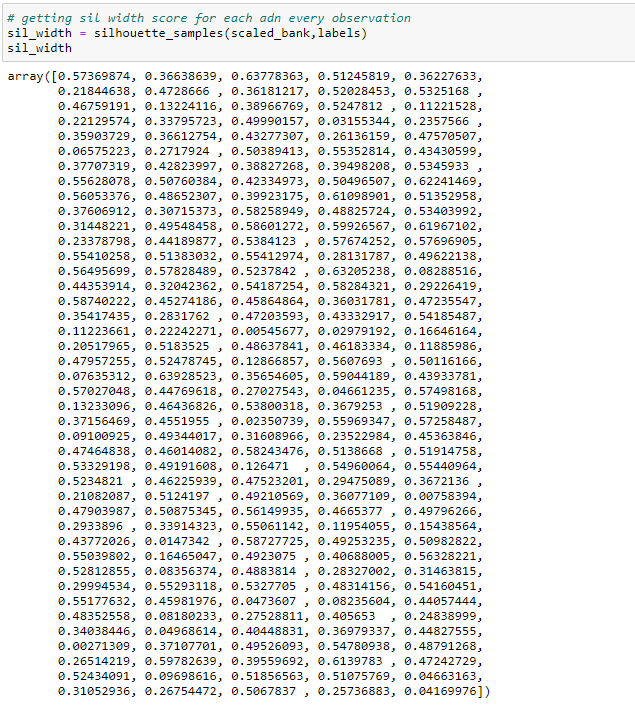 # getting sil width score for each adn every observation
sil_width = silhouette_samples(scaled_bank,labels)
sil_width
array([0.57369874, 0.36638639, 0.63778363, 0.51245819, 0.36227633,
0.21844638, 0.4728666 , 0.36181217, 0.52028453, 0.5325168 ,
0.46759191, 0.13224116, 0.38966769, 0.5247812 , 0.11221528,
0.22129574, 0.33795723, 0.49990157, 0.03155344, 0.2357566 ,
0.35903729, 0.36612754, 0.43277307, 0.26136159, 0.47570507,
0.06575223, 0.2717924 , 0.50389413, 0.55352814, 0.43430599,
0.37707319, 0.42823997, 0.38827268, 0.39498208, 0.5345933 ,
0.55628078, 0.50760384, 0.42334973, 0.50496507, 0.62241469,
0.56053376, 0.48652307, 0.39923175, 0.61098901, 0.51352958,
0.37606912, 0.30715373, 0.58258949, 0.48825724, 0.53403992,
0.31448221, 0.49548458, 0.58601272, 0.59926567, 0.61967102,
0.23378798, 0.44189877, 0.5384123 , 0.57674252, 0.57696905,
0.55410258, 0.51383032, 0.55412974, 0.28131787, 0.49622138,
0.56495699, 0.57828489, 0.5237842 , 0.63205238, 0.08288516,
0.44353914, 0.32042362, 0.54187254, 0.58284321, 0.29226419,
0.58740222, 0.45274186, 0.45864864, 0.36031781, 0.47235547,
0.35417435, 0.2831762 , 0.47203593, 0.43332917, 0.54185487,
0.11223661, 0.22242271, 0.00545677, 0.02979192, 0.16646164,
0.20517965, 0.5183525 , 0.48637841, 0.46183334, 0.11885986,
0.47957255, 0.52478745, 0.12866857, 0.5607693 , 0.50116166,
0.07635312, 0.63928523, 0.35654605, 0.59044189, 0.43933781,
0.57027048, 0.44769618, 0.27027543, 0.04661235, 0.57498168,
0.13233096, 0.46436826, 0.53800318, 0.3679253 , 0.51909228,
0.37156469, 0.4551955 , 0.02350739, 0.55969347, 0.57258487,
0.09100925, 0.49344017, 0.31608966, 0.23522984, 0.45363846,
0.47464838, 0.46014082, 0.58243476, 0.5138668 , 0.51914758,
0.53329198, 0.49191608, 0.126471  , 0.54960064, 0.55440964,
0.5234821 , 0.46225939, 0.47523201, 0.29475089, 0.3672136 ,
0.21082087, 0.5124197 , 0.49210569, 0.36077109, 0.00758394,
0.47903987, 0.50875345, 0.56149935, 0.4665377 , 0.49796266,
0.2933896 , 0.33914323, 0.55061142, 0.11954055, 0.15438564,
0.43772026, 0.0147342 , 0.58727725, 0.49253235, 0.50982822,
0.55039802, 0.16465047, 0.4923075 , 0.40688005, 0.56328221,
0.52812855, 0.08356374, 0.4883814 , 0.28327002, 0.31463815,
0.29994534, 0.55293118, 0.5327705 , 0.48314156, 0.54160451,
0.55177632, 0.45981976, 0.0473607 , 0.08235604, 0.44057444,
0.48352558, 0.08180233, 0.27528811, 0.405653  , 0.24838999,
0.34038446, 0.04968614, 0.40448831, 0.36979337, 0.44827555,
0.00271309, 0.37107701, 0.49526093, 0.54780938, 0.48791268,
0.26514219, 0.59782639, 0.39559692, 0.6139783 , 0.47242729,
0.52434091, 0.09698616, 0.51856563, 0.51075769, 0.04663163,
0.31052936, 0.26754472, 0.5067837 , 0.25736883, 0.04169976])